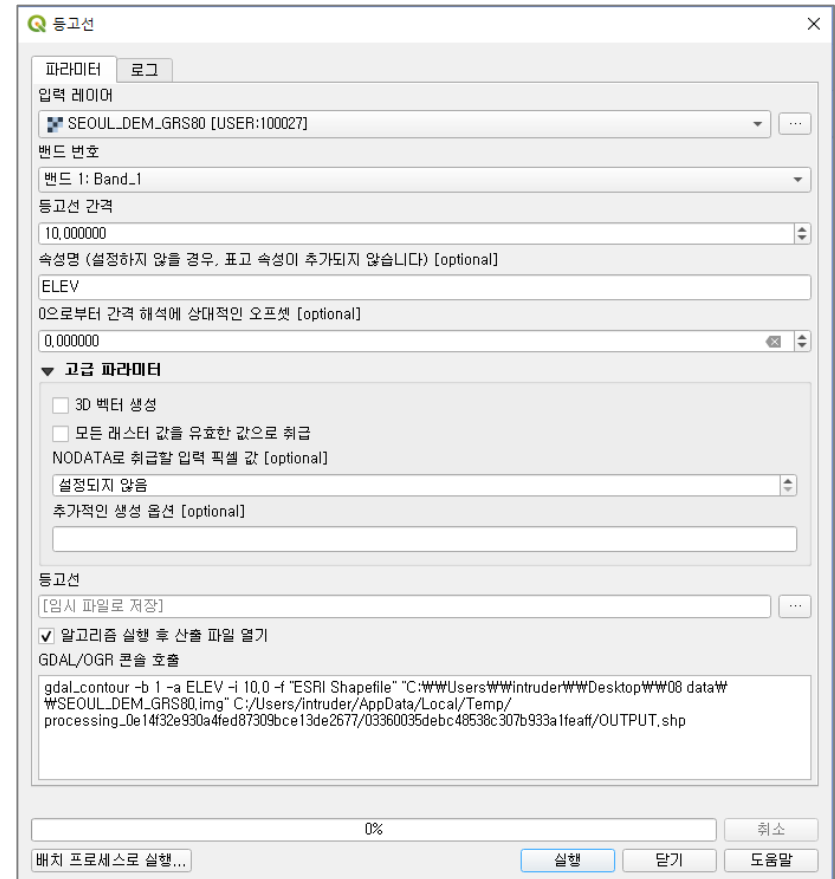 등고선
파라미터
로그
입력 레이어
SEOUL_DEM_GRS80 [USER:100027]
…
밴드 번호
밴드 1: Band_1
등고선 간격
10,000000
속성명 (설정하지 않을 경우, 표고 속성이 추가되지 않습니다) [optional]
ELEV
0으로부터 간격 해석에 상대적인 오프셋 [optional]
0,000000
고급 파라미터
3D 벡터 생성
모든 래스터 값을 유효한 값으로 취급
NODATA로 취급할 입력 픽셀 값 [optional]
설정되지 않음
추가적인 생성 옵션 [optional]
등고선
[임시 파일로 저장]
…
알고리즘 실행 후 산출 파일 열기
GDAL/OGR 콘솔 호출
gdal_contour -b 1 -a ELEV -i 10,0 -f "ESRI Shapefile" "C:₩₩Users₩₩intruder₩₩Desktop₩₩08 data₩
₩SEOUL_DEM_GRS80,img" C:/Users/intruder/AppData/Local/Temp/
processing_0e14f32e930a4fed87309bce13de2677/03360035debc48538c307b933a1feaff/OUTPUT,shp
0%
취소
배치 프로세스로 실행...
실행
닫기
도움말